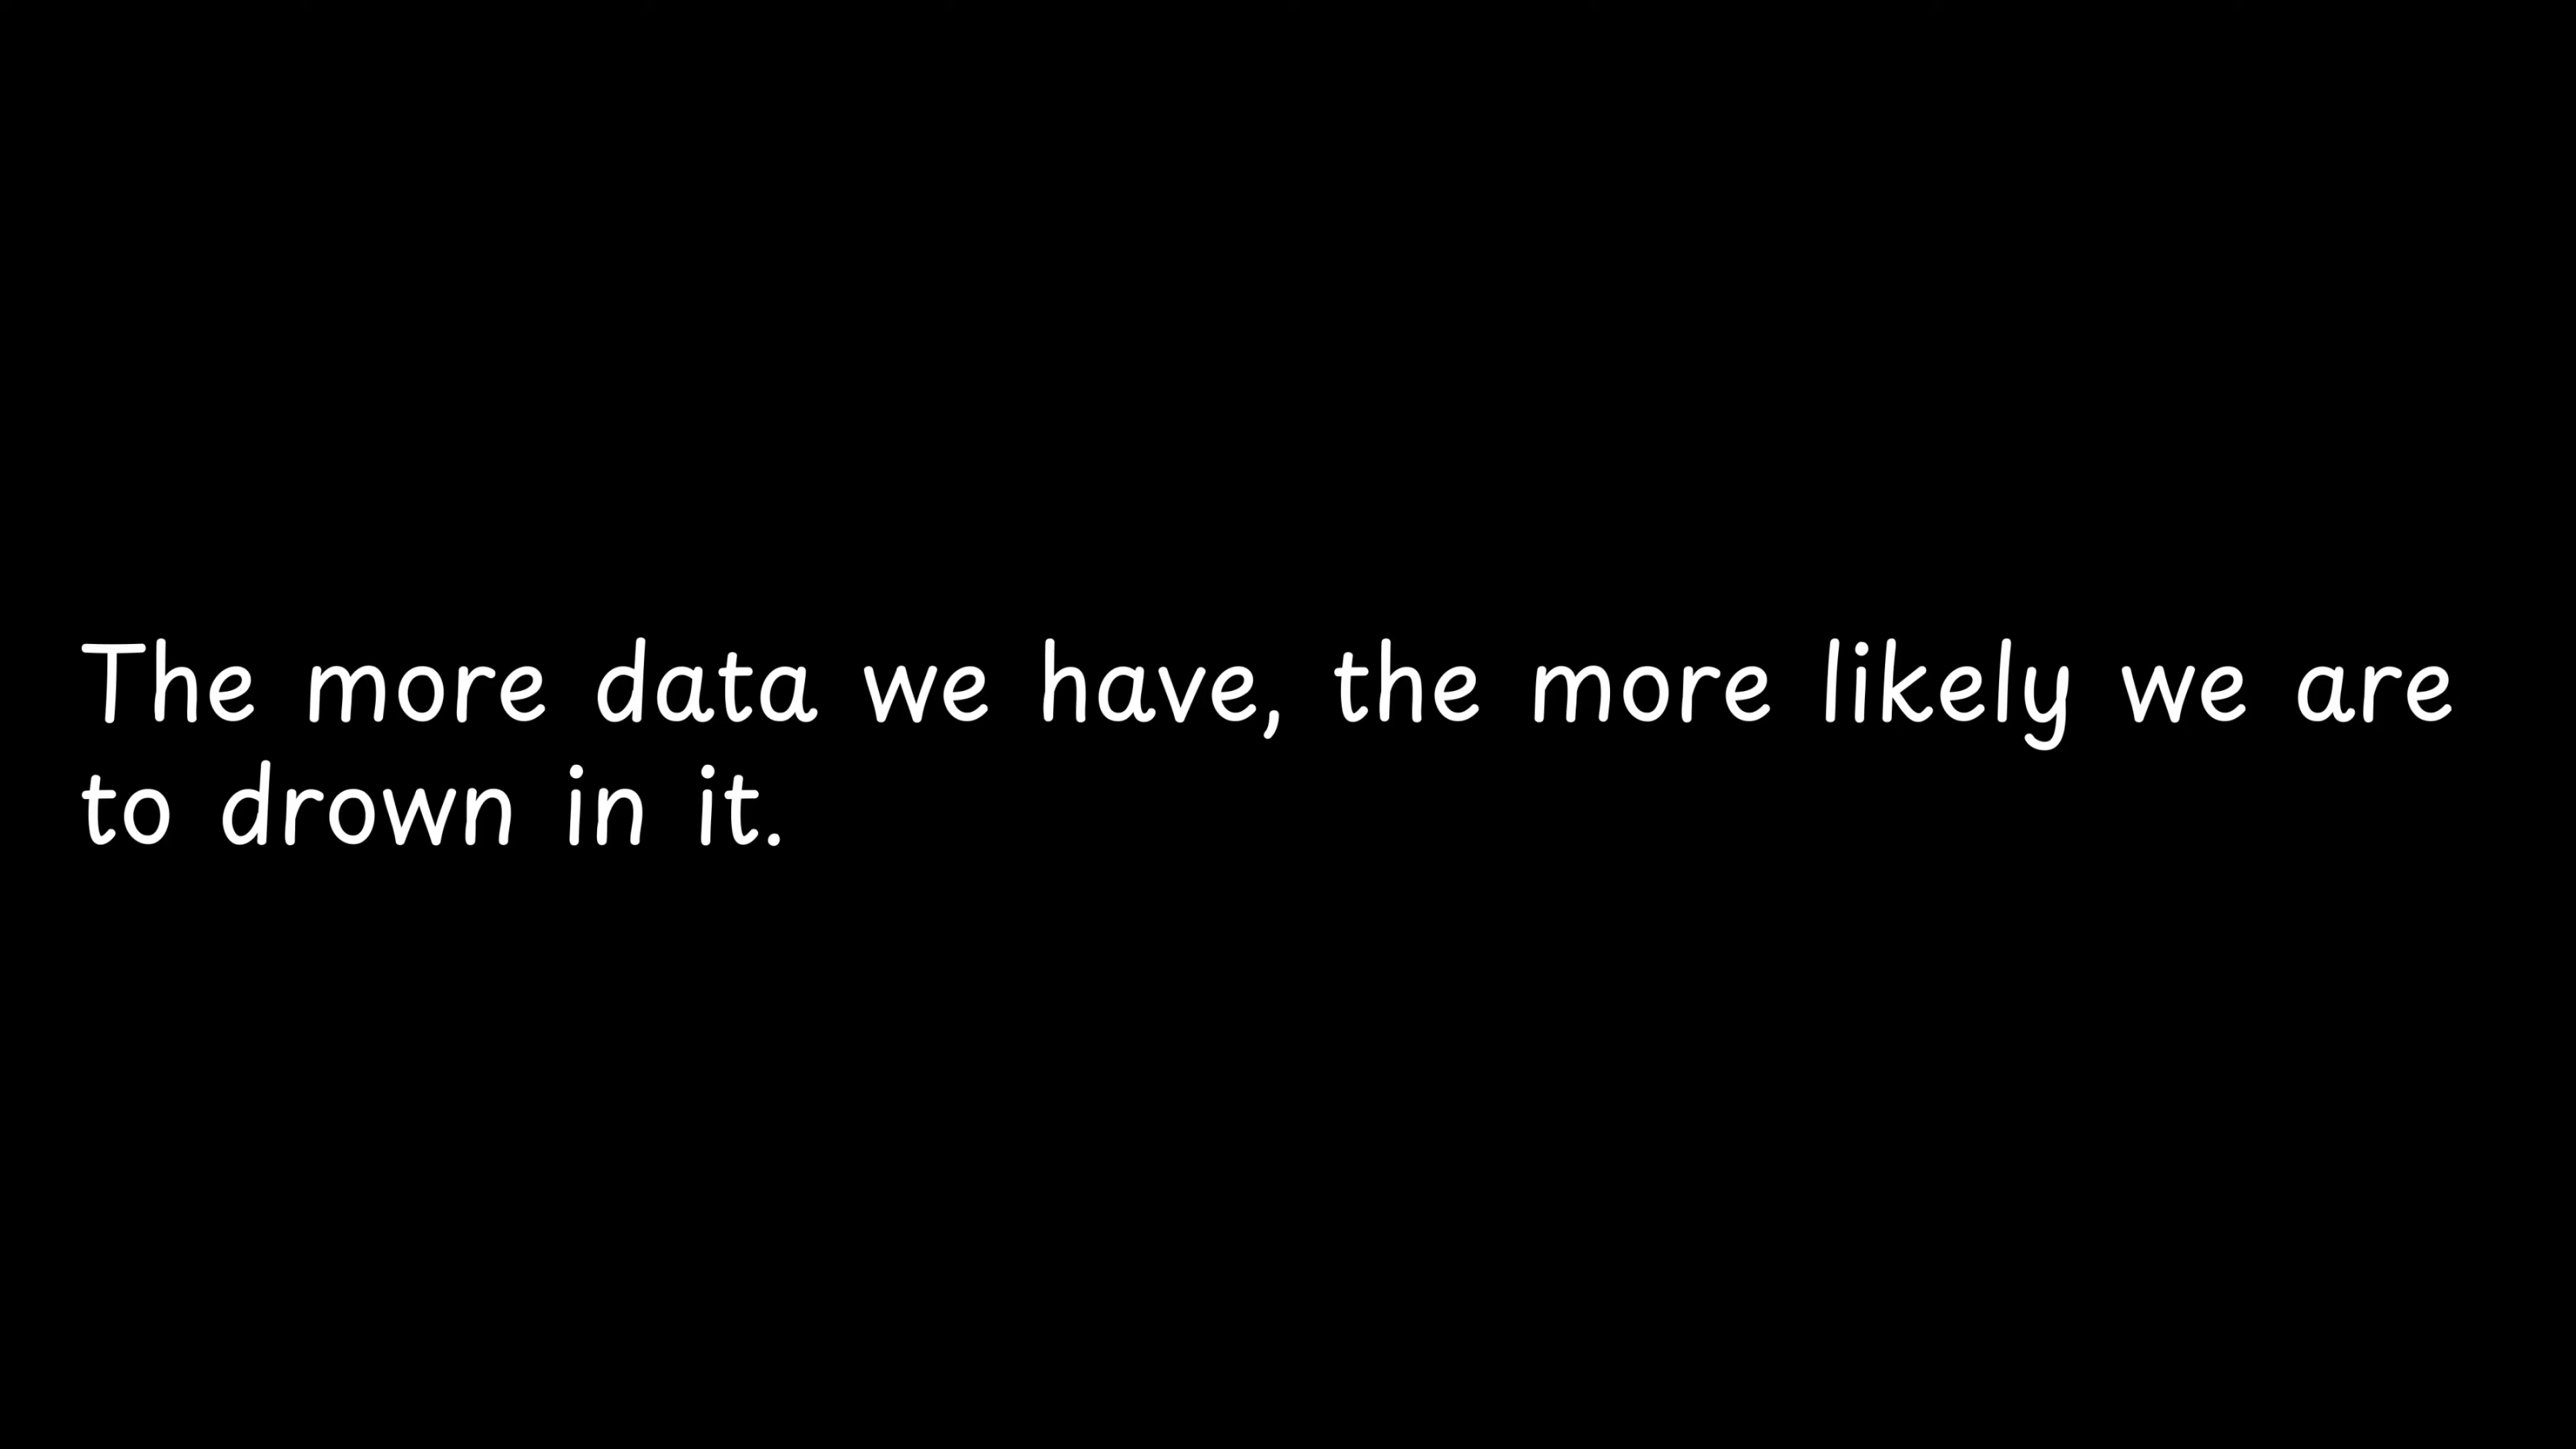 The more data we have, the more likely we are
to drown in it.